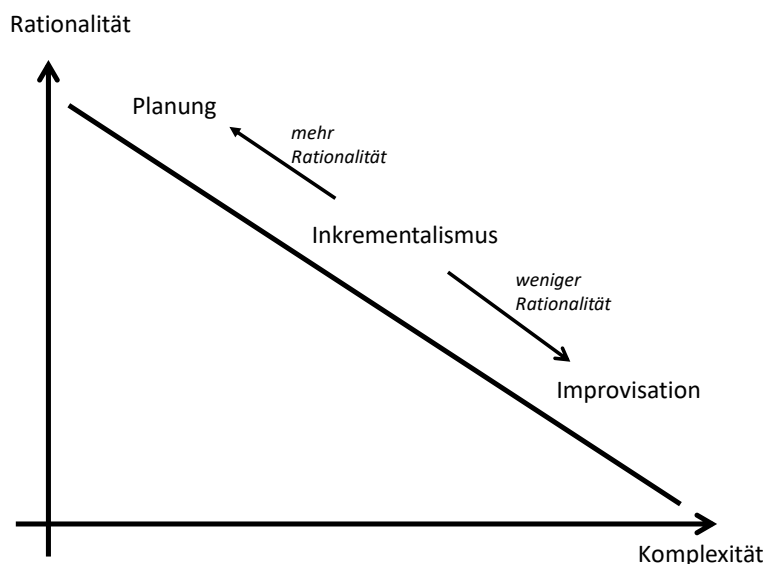 Rationalität
Planung
mehr
Rationalität
Inkrementalismus
weniger
Rationalität
Improvisation
Komplexität